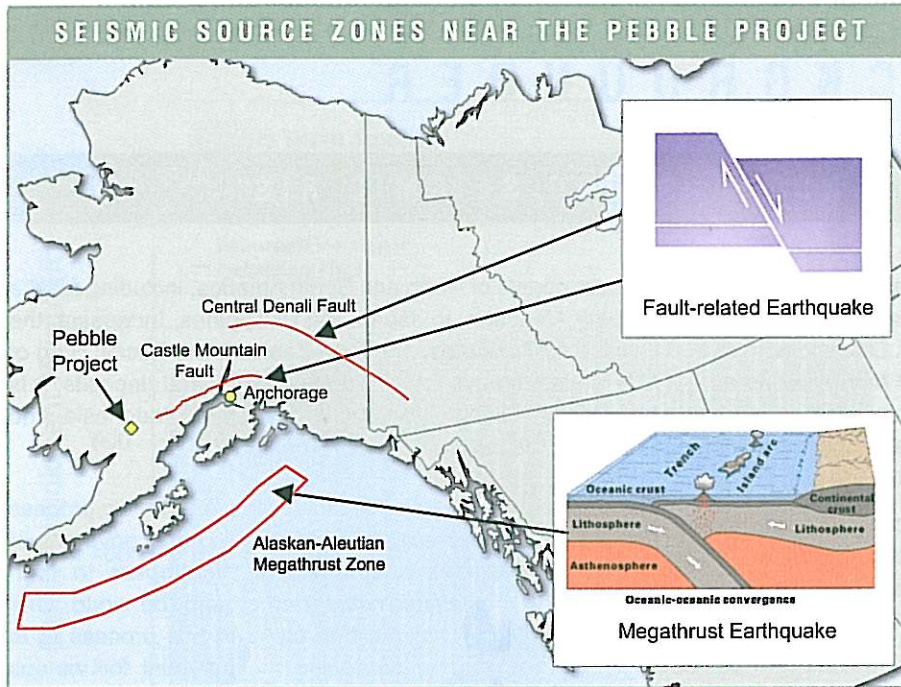 SEISMIC SOURCE ZONES NEAR THE PEBBLE PROJECT
Central Denali Fault
Pebble
Project
Castle Mountain
Fault
Anchorage
Alaskan-Aleutian
Megathrust Zone
Fault-related Earthquake
Trench
Island arc
Oceanic crust
Continental
crust
Lithosphere
Lithosphere
Asthenosphere
Oceanic-oceanic convergence
Megathrust Earthquake